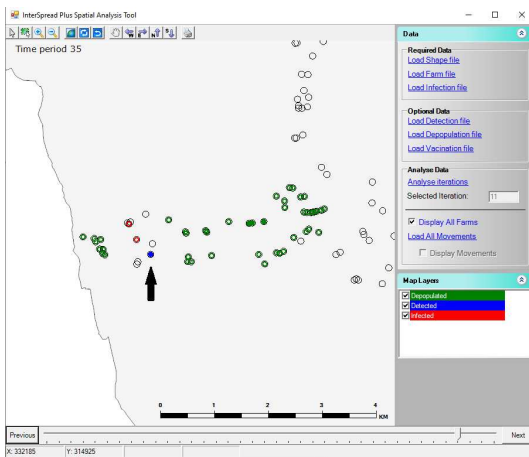 InterSpread Plus Spatial Analysis Tool
Time period 35
Data
Required Data
Load Shape file
Load Farm file
Load Infection file
Optional Data
Load Detection file
Load Depopulation file
Load Vacination file
Analyse Data
Analyse iterations
Selected Iteration: 11
Display All Farms
Load All Movements
Display Movements
Map Layers
Depopulated
Detected
Infected
0 1 2 3 4
KM
Previous
Next
X: 332185 Y: 314925